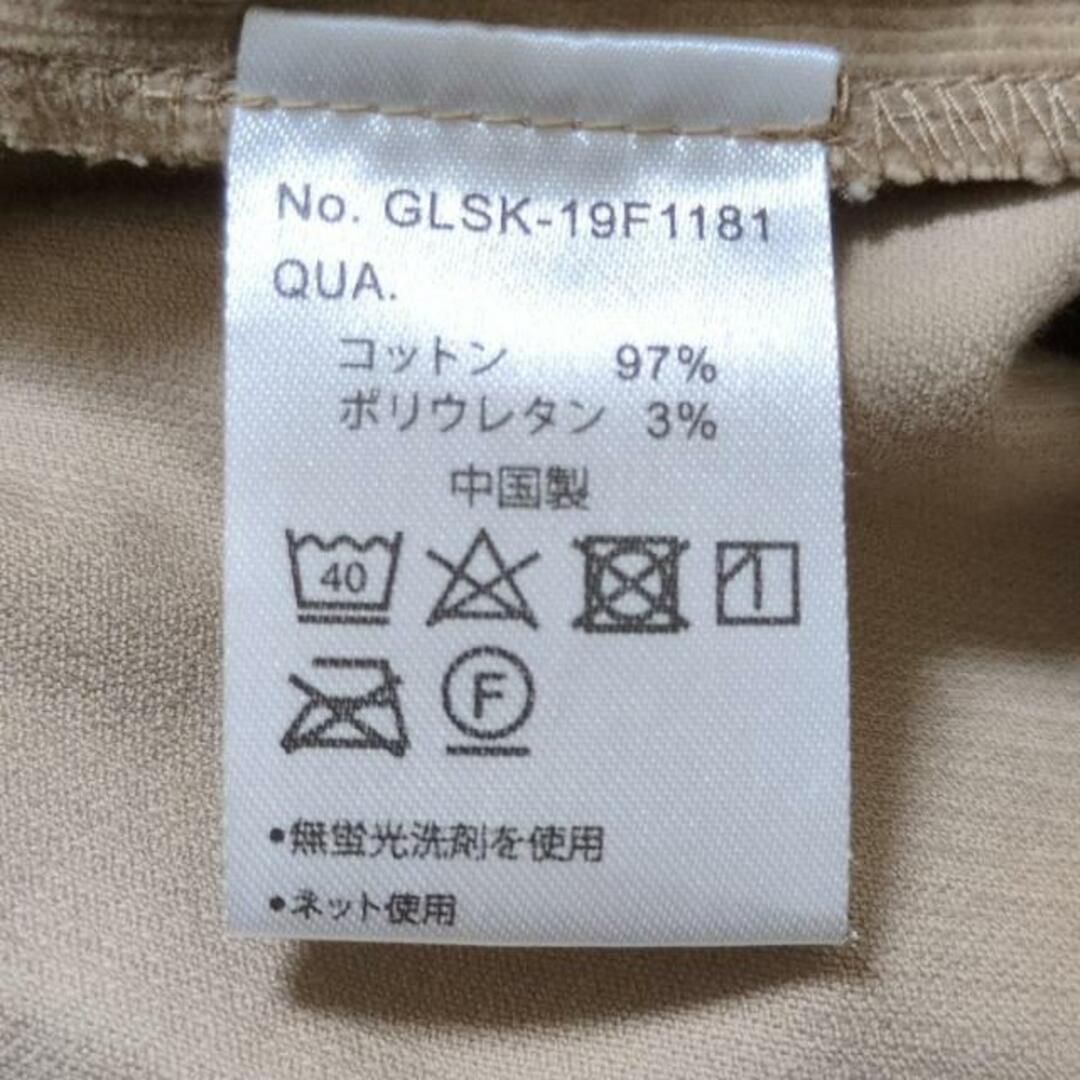 No. GLSK-19F1181
QUA.
コットン 97%
ポリウレタン 3%
中国製
40
F
•無蛍光洗剤を使用
•ネット使用